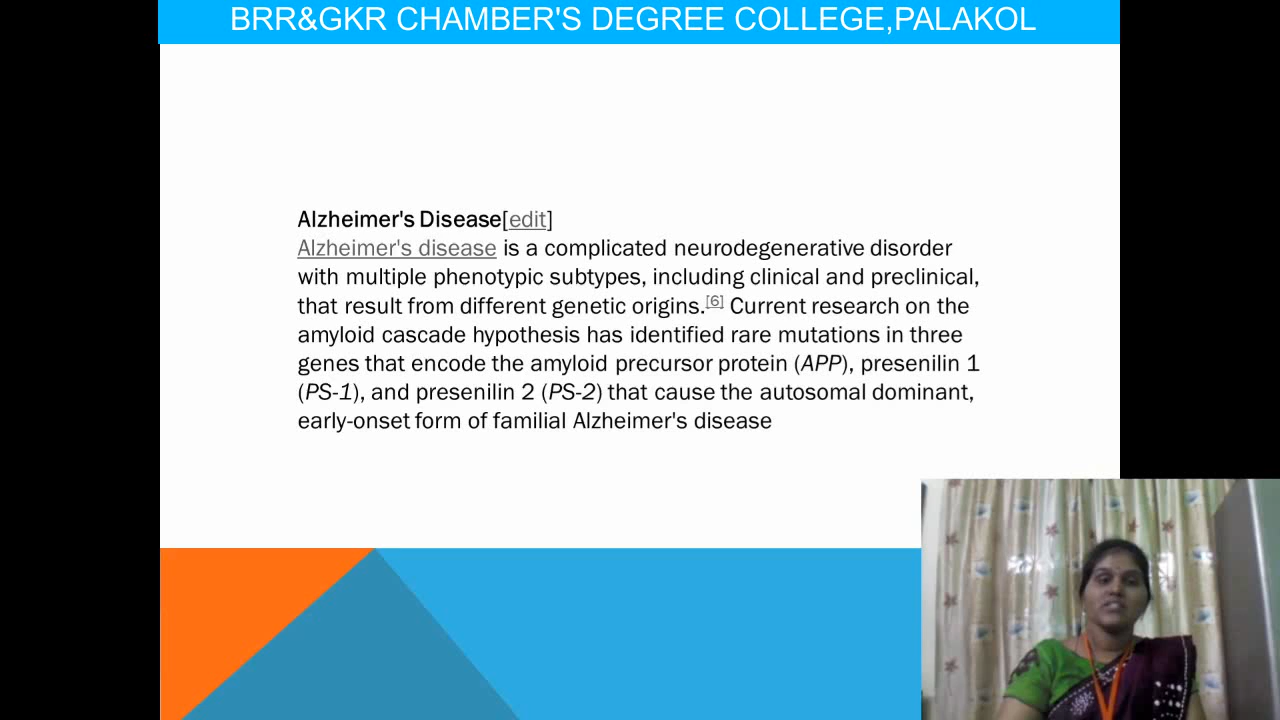 BRR&GKR CHAMBER'S DEGREE COLLEGE,PALAKOL
Alzheimer's Disease[edit]
Alzheimer's disease is a complicated neurodegenerative disorder
with multiple phenotypic subtypes, including clinical and preclinical,
that result from different genetic origins.[6] Current research on the
amyloid cascade hypothesis has identified rare mutations in three
genes that encode the amyloid precursor protein (APP), presenilin 1
(PS-1), and presenilin 2 (PS-2) that cause the autosomal dominant,
early-onset form of familial Alzheimer's disease